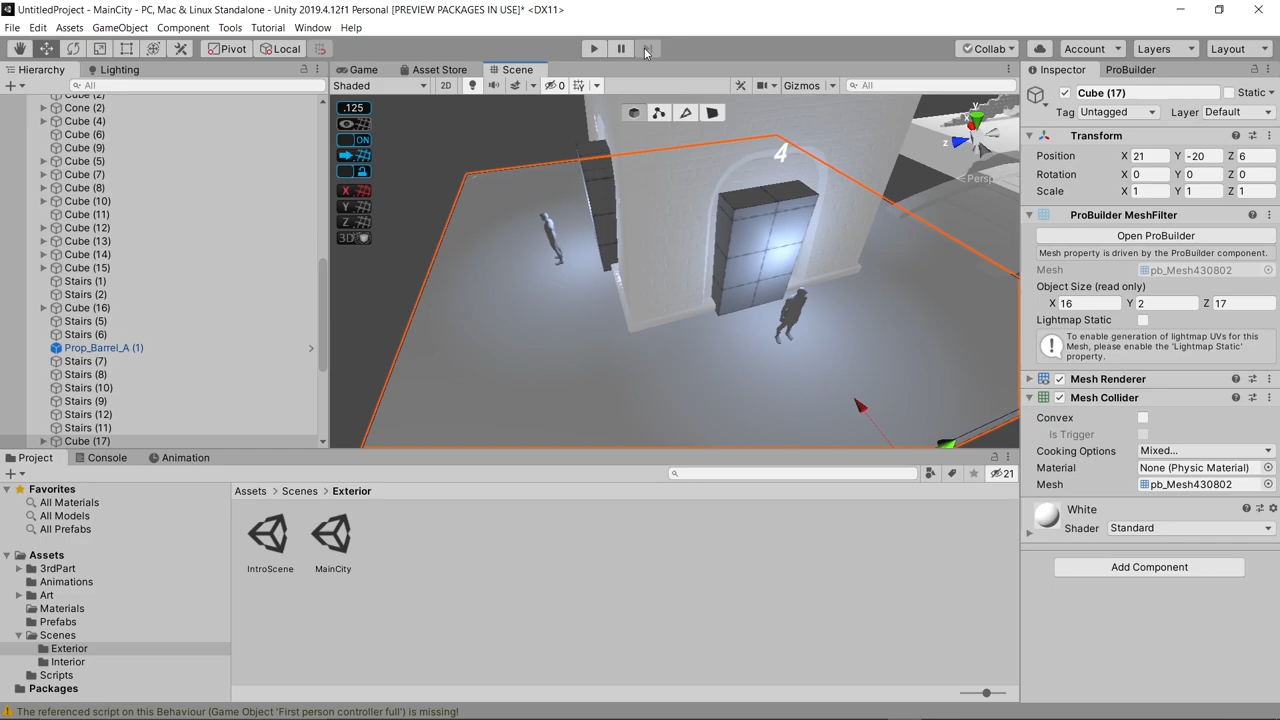 UntitledProject - MainCity - PC, Mac & Linux Standalone - Unity 2019.4.12f1 Personal [PREVIEW PACKAGES IN USE]* <DX11>
File Edit Assets GameObject Component Tools Tutorial Window Help
Pivot Local Collab Account Layers Layout
Hierarchy Lighting
All
Cone (2)
Cube (4)
Cube (6)
Cube (9)
Cube (5)
Cube (7)
Cube (8)
Cube (10)
Cube (11)
Cube (12)
Cube (13)
Cube (14)
Cube (15)
Stairs (1)
Stairs (2)
Cube (16)
Stairs (5)
Stairs (6)
Prop_Barrel_A (1)
Stairs (7)
Stairs (8)
Stairs (10)
Stairs (9)
Stairs (12)
Stairs (11)
Cube (17)
Game Asset Store Scene
Shaded 2D 0 Gizmos All
.125
ON
X
Y
Z
3D
4
y
z
Persp
Inspector ProBuilder
Cube (17) Static
Tag Untagged Layer Default
Transform
Position X 21 Y -20 Z 6
Rotation X 0 Y 0 Z 0
Scale X 1 Y 1 Z 1
ProBuilder MeshFilter
Open ProBuilder
Mesh property is driven by the ProBuilder component.
Mesh pb_Mesh430802
Object Size (read only)
X 16 Y 2 Z 17
Lightmap Static
To enable generation of lightmap UVs for this
Mesh, please enable the 'Lightmap Static'
property.
Mesh Renderer
Mesh Collider
Convex
Is Trigger
Cooking Options Mixed...
Material None (Physic Material)
Mesh pb_Mesh430802
White
Shader Standard
Add Component
Project Console Animation
21
Favorites
All Materials
All Models
All Prefabs
Assets
3rdPart
Animations
Art
Materials
Prefabs
Scenes
Exterior
Interior
Scripts
Packages
Assets > Scenes > Exterior
IntroScene MainCity
The referenced script on this Behaviour (Game Object 'First person controller full') is missing!